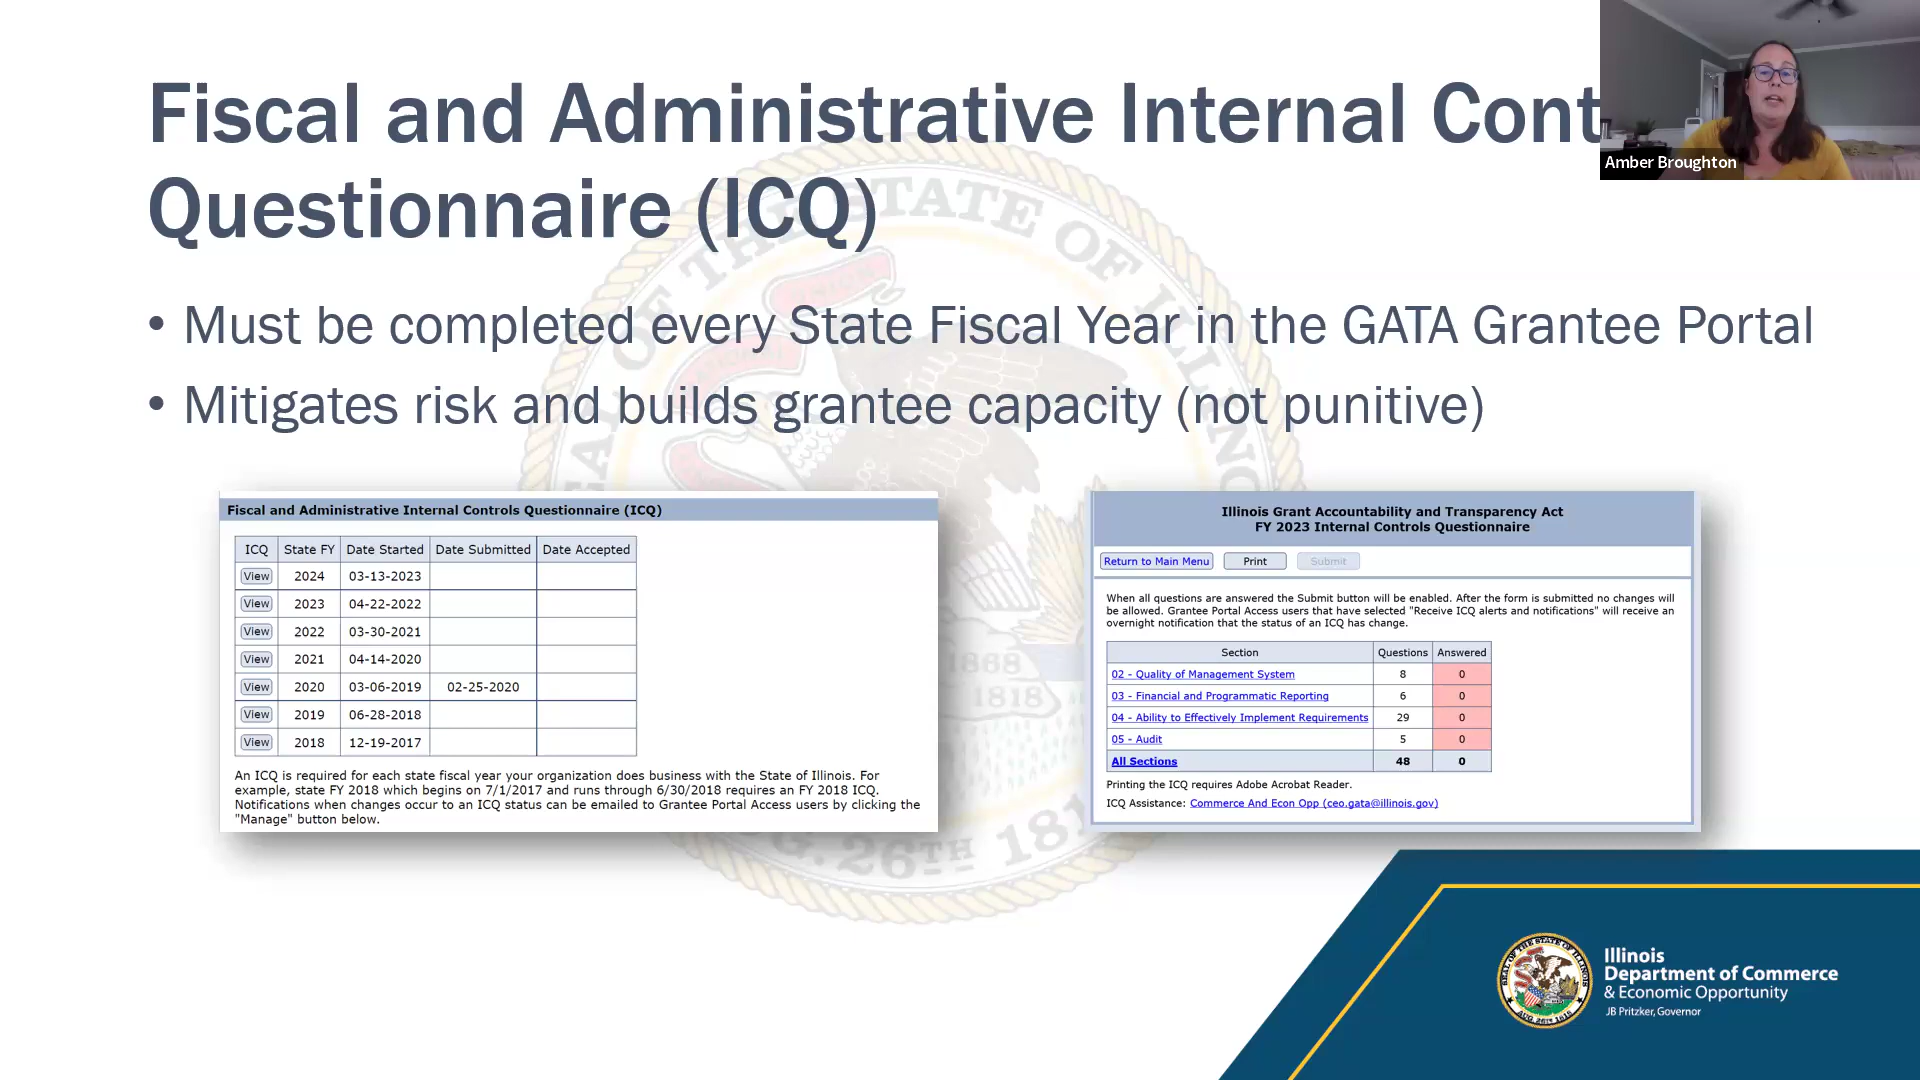 Fiscal and Administrative Internal Cont
Questionnaire (ICQ)
Amber Broughton
• Must be completed every State Fiscal Year in the GATA Grantee Portal
• Mitigates risk and builds grantee capacity (not punitive)
Fiscal and Administrative Internal Controls Questionnaire (ICQ)
ICQ State FY Date Started Date Submitted Date Accepted
View 2024 03-13-2023
View 2023 04-22-2022
View 2022 03-30-2021
View 2021 04-14-2020
View 2020 03-06-2019 02-25-2020
View 2019 06-28-2018
View 2018 12-19-2017
An ICQ is required for each state fiscal year your organization does business with the State of Illinois. For
example, state FY 2018 which begins on 7/1/2017 and runs through 6/30/2018 requires an FY 2018 ICQ.
Notifications when changes occur to an ICQ status can be emailed to Grantee Portal Access users by clicking the
"Manage" button below.
Illinois Grant Accountability and Transparency Act
FY 2023 Internal Controls Questionnaire
Return to Main Menu Print Submit
When all questions are answered the Submit button will be enabled. After the form is submitted no changes will
be allowed. Grantee Portal Access users that have selected "Receive ICQ alerts and notifications" will receive an
overnight notification that the status of an ICQ has change.
Section Questions Answered
02 - Quality of Management System 8 0
03 - Financial and Programmatic Reporting 6 0
04 - Ability to Effectively Implement Requirements 29 0
05 - Audit 5 0
All Sections 48 0
Printing the ICQ requires Adobe Acrobat Reader.
ICQ Assistance: Commerce And Econ Opp (ceo.gata@illinois.gov)
SEAL OF THE STATE OF ILLINOIS
1868
1818
AUG. 26TH 1818
Illinois
Department of Commerce
& Economic Opportunity
JB Pritzker, Governor